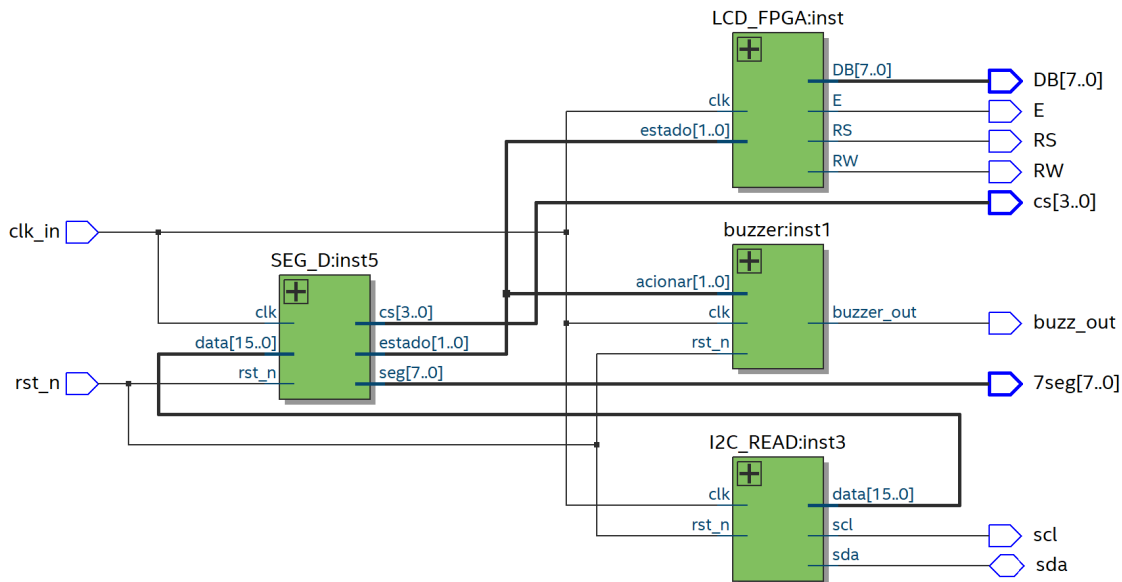 LCD_FPGA:inst
DB[7..0]
DB[7..0]
clk
E
E
estado[1..0]
RS
RS
RW
RW
cs[3..0]
clk_in
buzzer:inst1
SEG_D:inst5
acionar[1..0]
clk
cs[3..0]
clk
buzzer_out
buzz_out
data[15..0]
estado[1..0]
rst_n
rst_n
rst_n
seg[7..0]
7seg[7..0]
I2C_READ:inst3
clk
data[15..0]
rst_n
scl
scl
sda
sda